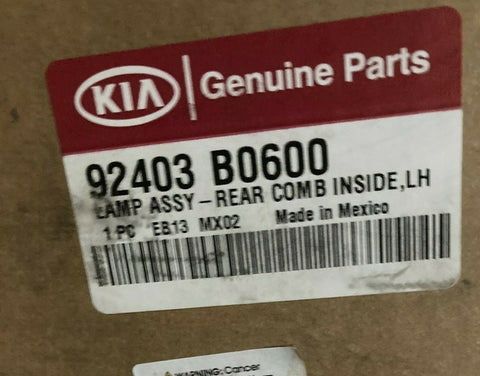 KIA Genuine Parts
92403 B0600
LAMP ASSY-REAR COMB INSIDE,LH
1 PC EB13 MX02 Made in Mexico
WARNING: Cancer